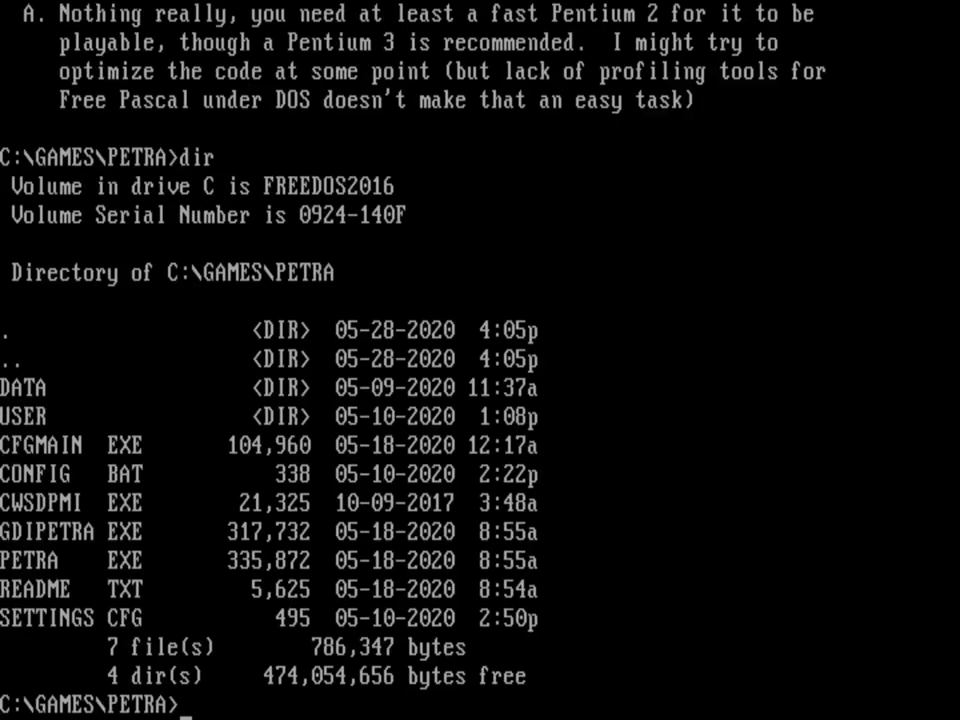 A. Nothing really, you need at least a fast Pentium 2 for it to be
playable, though a Pentium 3 is recommended.  I might try to
optimize the code at some point (but lack of profiling tools for
Free Pascal under DOS doesn't make that an easy task)
C:\GAMES\PETRA>dir
Volume in drive C is FREEDOS2016
Volume Serial Number is 0924-140F
Directory of C:\GAMES\PETRA
.                    <DIR>  05-28-2020  4:05p
..                   <DIR>  05-28-2020  4:05p
DATA                 <DIR>  05-09-2020 11:37a
USER                 <DIR>  05-10-2020  1:08p
CFGMAIN  EXE       104,960  05-18-2020 12:17a
CONFIG   BAT           338  05-10-2020  2:22p
CWSDPMI  EXE        21,325  10-09-2017  3:48a
GDIPETRA EXE       317,732  05-18-2020  8:55a
PETRA    EXE       335,872  05-18-2020  8:55a
README   TXT         5,625  05-18-2020  8:54a
SETTINGS CFG           495  05-10-2020  2:50p
7 file(s)        786,347 bytes
4 dir(s)     474,054,656 bytes free
C:\GAMES\PETRA>